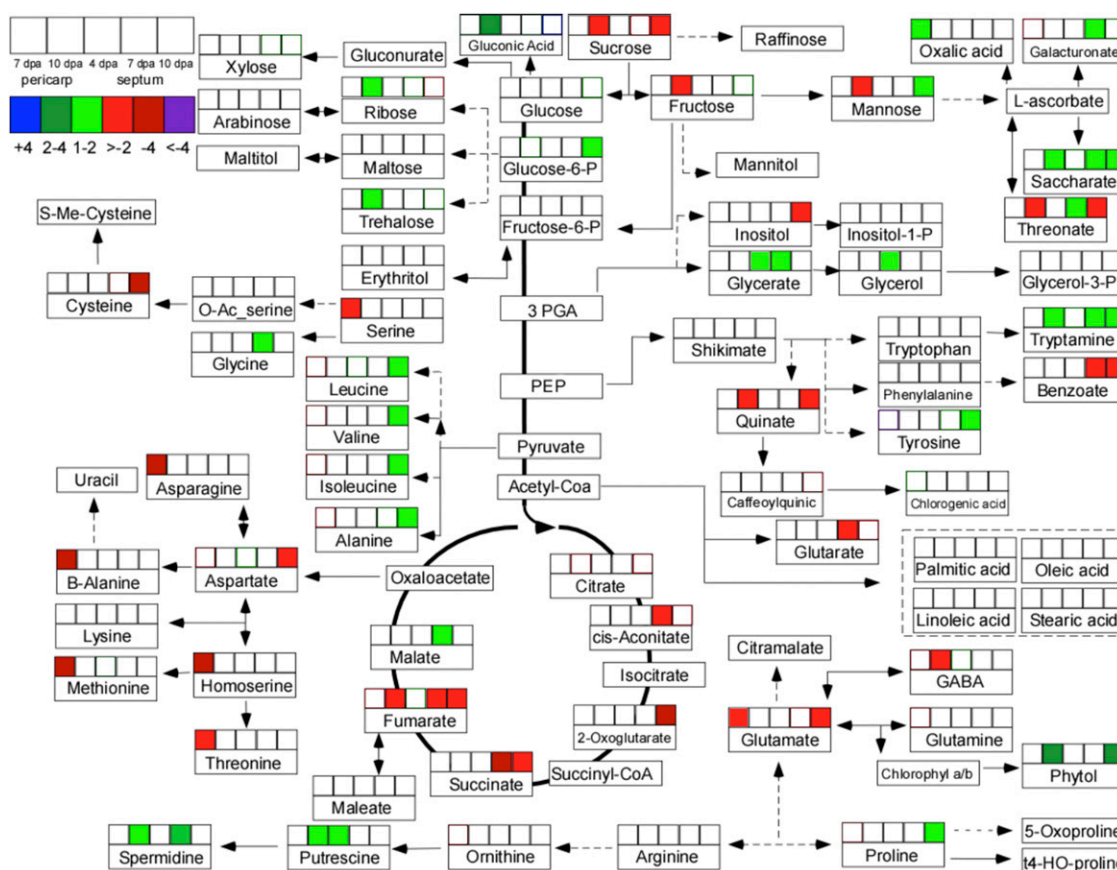 7 dpa 10 dpa 4 dpa 7 dpa 10 dpa
pericarp septum
+4 2-4 1-2 >-2 -4 <-4
Xylose
Gluconurate
Gluconic Acid
Sucrose
Raffinose
Oxalic acid
Galacturonate
Arabinose
Ribose
Glucose
Fructose
Mannose
L-ascorbate
Maltitol
Maltose
Glucose-6-P
Mannitol
Saccharate
S-Me-Cysteine
Trehalose
Fructose-6-P
Inositol
Inositol-1-P
Threonate
Cysteine
O-Ac_serine
Erythritol
Glycerate
Glycerol
Glycerol-3-P
Serine
3 PGA
Glycine
Shikimate
Tryptophan
Tryptamine
Leucine
PEP
Phenylalanine
Benzoate
Valine
Quinate
Tyrosine
Pyruvate
Uracil
Asparagine
Isoleucine
Acetyl-Coa
Caffeoylquinic
Chlorogenic acid
Alanine
Glutarate
B-Alanine
Aspartate
Oxaloacetate
Citrate
Palmitic acid
Oleic acid
Lysine
Malate
cis-Aconitate
Linoleic acid
Stearic acid
Methionine
Homoserine
Isocitrate
Citramalate
GABA
Fumarate
2-Oxoglutarate
Glutamate
Glutamine
Threonine
Succinate
Succinyl-CoA
Chlorophyl a/b
Phytol
Maleate
Spermidine
Putrescine
Ornithine
Arginine
Proline
5-Oxoproline
t4-HO-proline